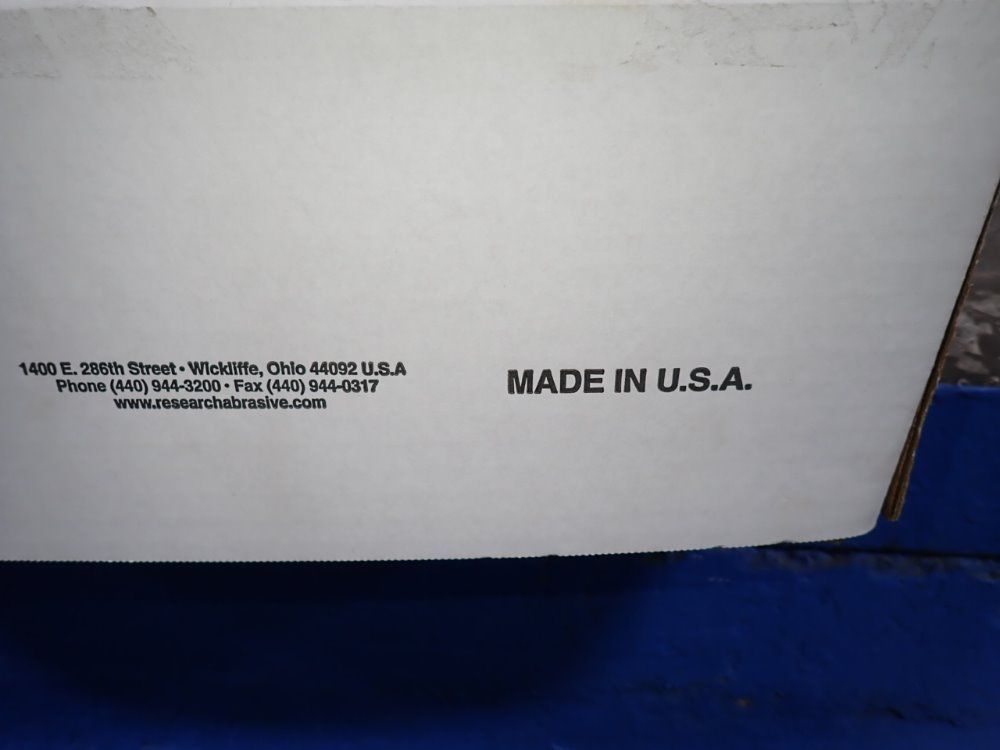 1400 E. 286th Street • Wickliffe, Ohio 44092 U.S.A
Phone (440) 944-3200 • Fax (440) 944-0317
www.researchabrasive.com
MADE IN U.S.A.